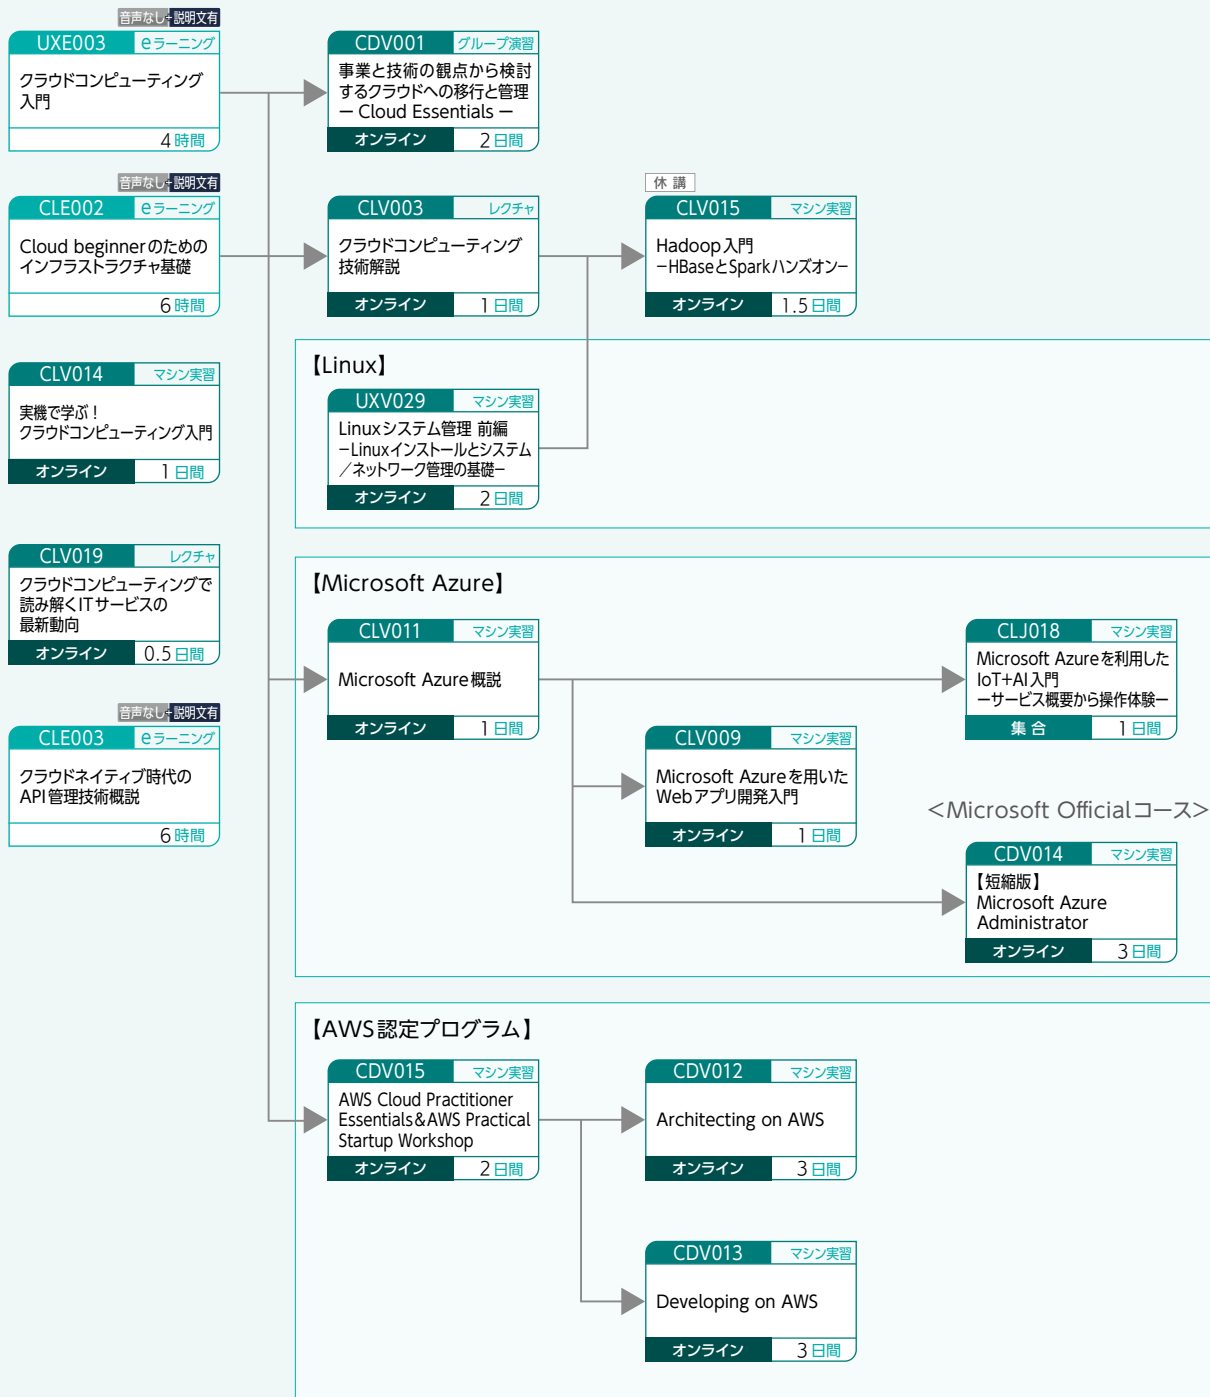 音声なし+説明文有
UXE003 eラーニング
クラウドコンピューティング
入門
4時間
CDV001 グループ演習
事業と技術の観点から検討
するクラウドへの移行と管理
ー Cloud Essentials ー
オンライン 2日間
音声なし+説明文有
CLE002 eラーニング
Cloud beginnerのための
インフラストラクチャ基礎
6時間
CLV003 レクチャ
クラウドコンピューティング
技術解説
オンライン 1日間
休 講
CLV015 マシン実習
Hadoop入門
−HBaseとSparkハンズオン−
オンライン 1.5日間
CLV014 マシン実習
実機で学ぶ！
クラウドコンピューティング入門
オンライン 1日間
【Linux】
UXV029 マシン実習
Linuxシステム管理 前編
−Linuxインストールとシステム
／ネットワーク管理の基礎−
オンライン 2日間
CLV019 レクチャ
クラウドコンピューティングで
読み解くITサービスの
最新動向
オンライン 0.5日間
音声なし+説明文有
CLE003 eラーニング
クラウドネイティブ時代の
API管理技術概説
6時間
【Microsoft Azure】
CLV011 マシン実習
Microsoft Azure概説
オンライン 1日間
CLJ018 マシン実習
Microsoft Azureを利用した
IoT+AI入門
ーサービス概要から操作体験ー
集 合 1日間
CLV009 マシン実習
Microsoft Azureを用いた
Webアプリ開発入門
オンライン 1日間
＜Microsoft Officialコース＞
CDV014 マシン実習
【短縮版】
Microsoft Azure
Administrator
オンライン 3日間
【AWS認定プログラム】
CDV015 マシン実習
AWS Cloud Practitioner
Essentials&AWS Practical
Startup Workshop
オンライン 2日間
CDV012 マシン実習
Architecting on AWS
オンライン 3日間
CDV013 マシン実習
Developing on AWS
オンライン 3日間